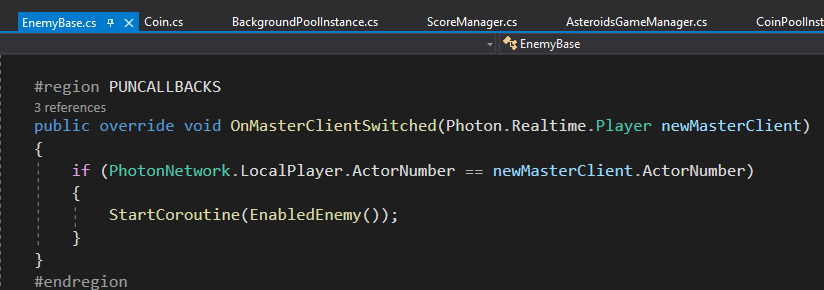 EnemyBase.cs Coin.cs BackgroundPoolInstance.cs ScoreManager.cs AsteroidsGameManager.cs CoinPoolInst
EnemyBase
#region PUNCALLBACKS
3 references
public override void OnMasterClientSwitched(Photon.Realtime.Player newMasterClient)
{
if (PhotonNetwork.LocalPlayer.ActorNumber == newMasterClient.ActorNumber)
{
StartCoroutine(EnabledEnemy());
}
}
#endregion